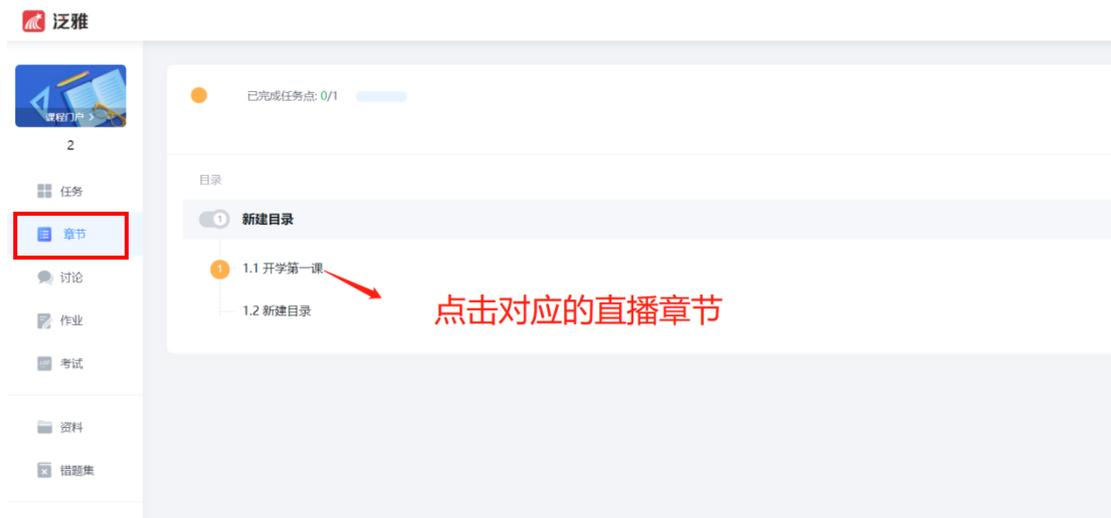 泛雅
课程门户 >
2
任务
章节
讨论
作业
考试
资料
错题集
已完成任务点: 0/1
目录
1 新建目录
1 1.1 开学第一课
1.2 新建目录
点击对应的直播章节